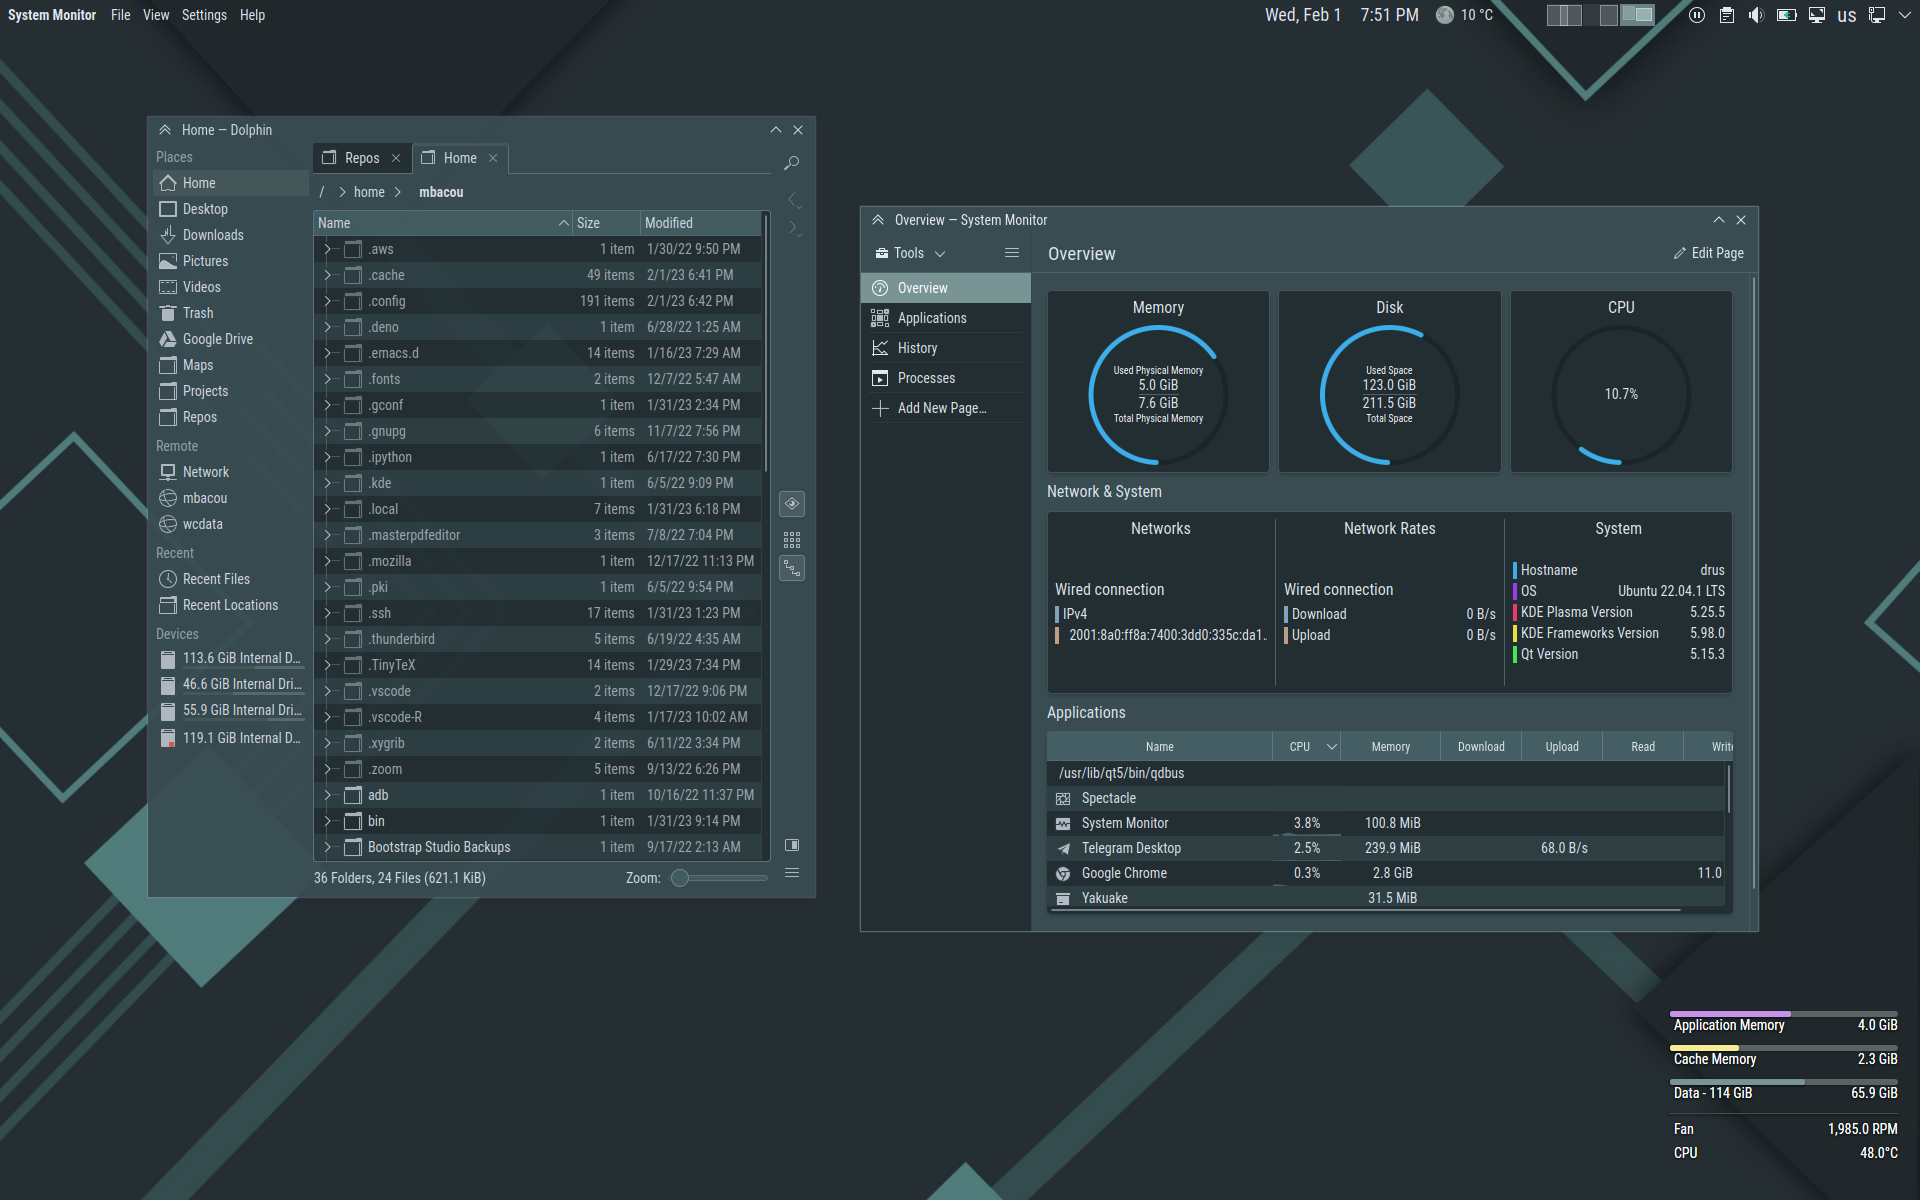 System Monitor File View Settings Help
Wed, Feb 1 7:51 PM 10 °C us
Home — Dolphin
Places
Home
Desktop
Downloads
Pictures
Videos
Trash
Google Drive
Maps
Projects
Repos
Remote
Network
mbacou
wcdata
Recent
Recent Files
Recent Locations
Devices
113.6 GiB Internal D...
46.6 GiB Internal Dri...
55.9 GiB Internal Dri...
119.1 GiB Internal D...
Repos Home
/ > home > mbacou
Name Size Modified
.aws 1 item 1/30/22 9:50 PM
.cache 49 items 2/1/23 6:41 PM
.config 191 items 2/1/23 6:42 PM
.deno 1 item 6/28/22 1:25 AM
.emacs.d 14 items 1/16/23 7:29 AM
.fonts 2 items 12/7/22 5:47 AM
.gconf 1 item 1/31/23 2:34 PM
.gnupg 6 items 11/7/22 7:56 PM
.ipython 1 item 6/17/22 7:30 PM
.kde 1 item 6/5/22 9:09 PM
.local 7 items 1/31/23 6:18 PM
.masterpdfeditor 3 items 7/8/22 7:04 PM
.mozilla 1 item 12/17/22 11:13 PM
.pki 1 item 6/5/22 9:54 PM
.ssh 17 items 1/31/23 1:23 PM
.thunderbird 5 items 6/19/22 4:35 AM
.TinyTeX 14 items 1/29/23 7:34 PM
.vscode 2 items 12/17/22 9:06 PM
.vscode-R 4 items 1/17/23 10:02 AM
.xygrib 2 items 6/11/22 3:34 PM
.zoom 5 items 9/13/22 6:26 PM
adb 1 item 10/16/22 11:37 PM
bin 1 item 1/31/23 9:14 PM
Bootstrap Studio Backups 1 item 9/17/22 2:13 AM
36 Folders, 24 Files (621.1 KiB) Zoom:
Overview — System Monitor
Tools
Overview
Applications
History
Processes
Add New Page...
Overview Edit Page
Memory
Used Physical Memory
5.0 GiB
7.6 GiB
Total Physical Memory
Disk
Used Space
123.0 GiB
211.5 GiB
Total Space
CPU
10.7%
Network & System
Networks
Wired connection
IPv4
2001:8a0:ff8a:7400:3dd0:335c:da1..
Network Rates
Wired connection
Download 0 B/s
Upload 0 B/s
System
Hostname drus
OS Ubuntu 22.04.1 LTS
KDE Plasma Version 5.25.5
KDE Frameworks Version 5.98.0
Qt Version 5.15.3
Applications
Name CPU Memory Download Upload Read Write
/usr/lib/qt5/bin/qdbus
Spectacle
System Monitor 3.8% 100.8 MiB
Telegram Desktop 2.5% 239.9 MiB 68.0 B/s
Google Chrome 0.3% 2.8 GiB 11.0
Yakuake 31.5 MiB
Application Memory 4.0 GiB
Cache Memory 2.3 GiB
Data - 114 GiB 65.9 GiB
Fan 1,985.0 RPM
CPU 48.0°C